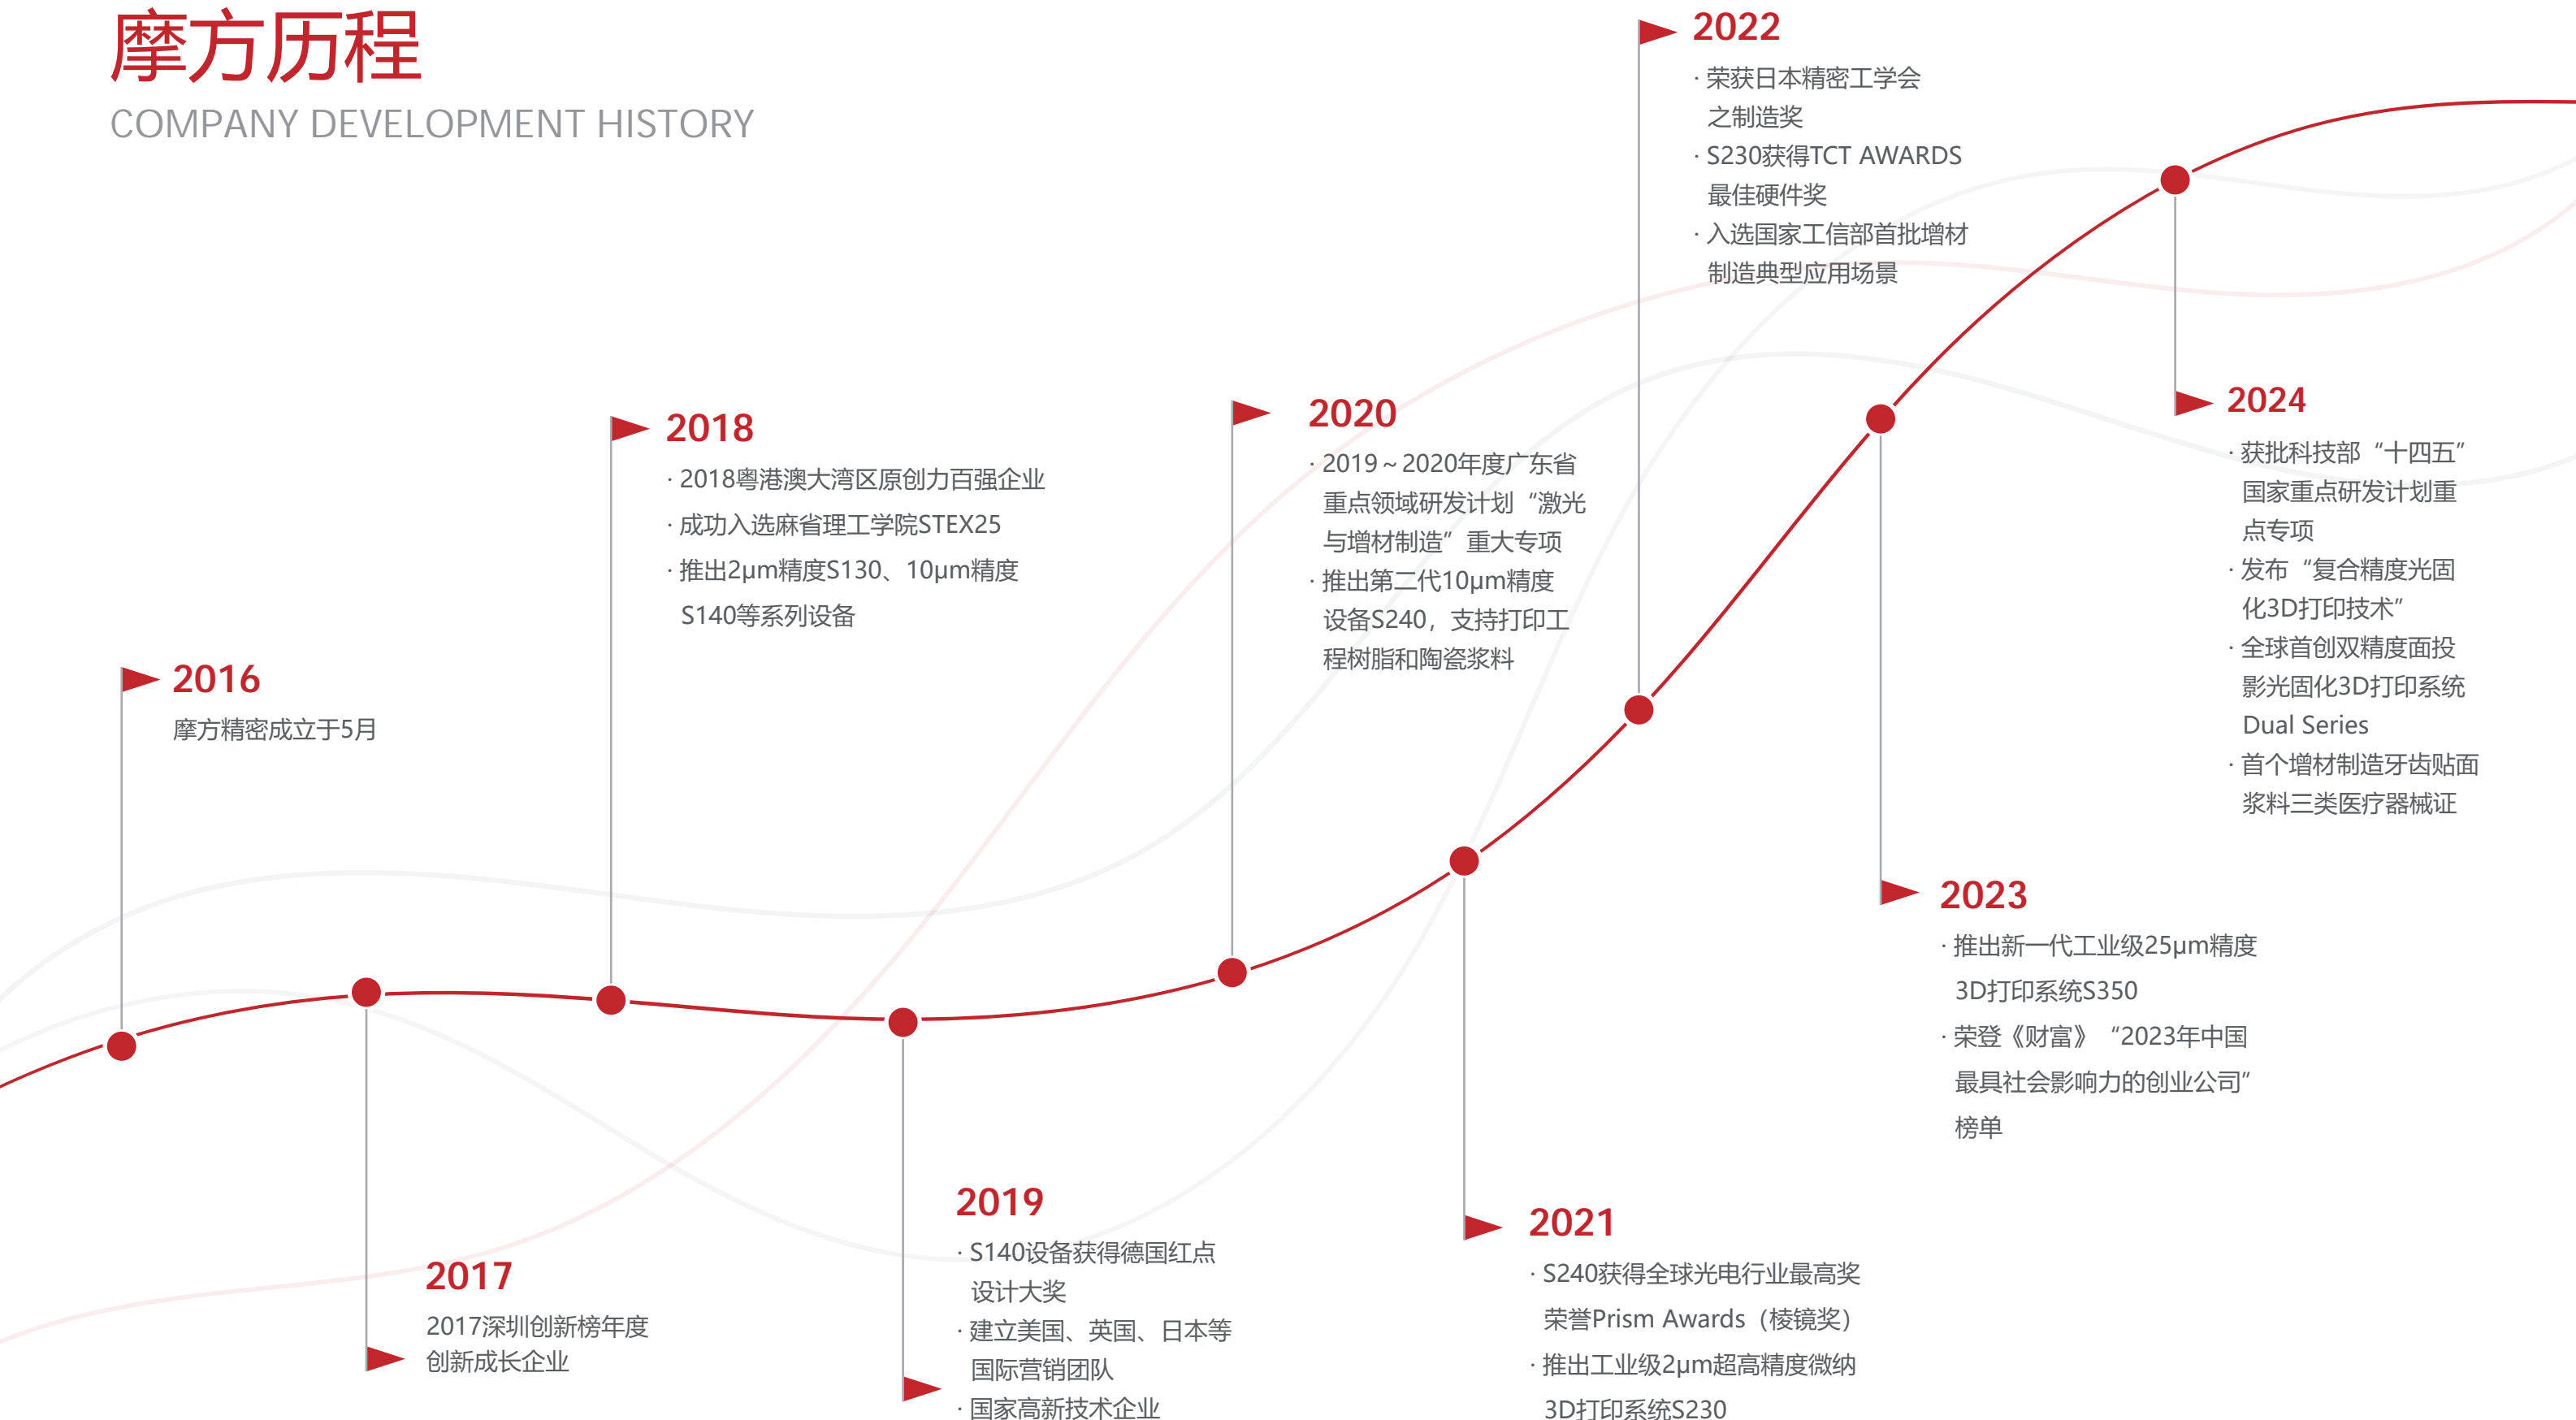 摩方历程
COMPANY DEVELOPMENT HISTORY
2016
摩方精密成立于5月
2017
2017深圳创新榜年度
创新成长企业
2018
· 2018粤港澳大湾区原创力百强企业
· 成功入选麻省理工学院STEX25
· 推出2μm精度S130、10μm精度
S140等系列设备
2019
· S140设备获得德国红点
设计大奖
· 建立美国、英国、日本等
国际营销团队
· 国家高新技术企业
2020
· 2019～2020年度广东省
重点领域研发计划“激光
与增材制造”重大专项
· 推出第二代10μm精度
设备S240，支持打印工
程树脂和陶瓷浆料
2021
· S240获得全球光电行业最高奖
荣誉Prism Awards（棱镜奖）
· 推出工业级2μm超高精度微纳
3D打印系统S230
2022
· 荣获日本精密工学会
之制造奖
· S230获得TCT AWARDS
最佳硬件奖
· 入选国家工信部首批增材
制造典型应用场景
2023
· 推出新一代工业级25μm精度
3D打印系统S350
· 荣登《财富》“2023年中国
最具社会影响力的创业公司”
榜单
2024
· 获批科技部“十四五”
国家重点研发计划重
点专项
· 发布“复合精度光固
化3D打印技术”
· 全球首创双精度面投
影光固化3D打印系统
Dual Series
· 首个增材制造牙齿贴面
浆料三类医疗器械证